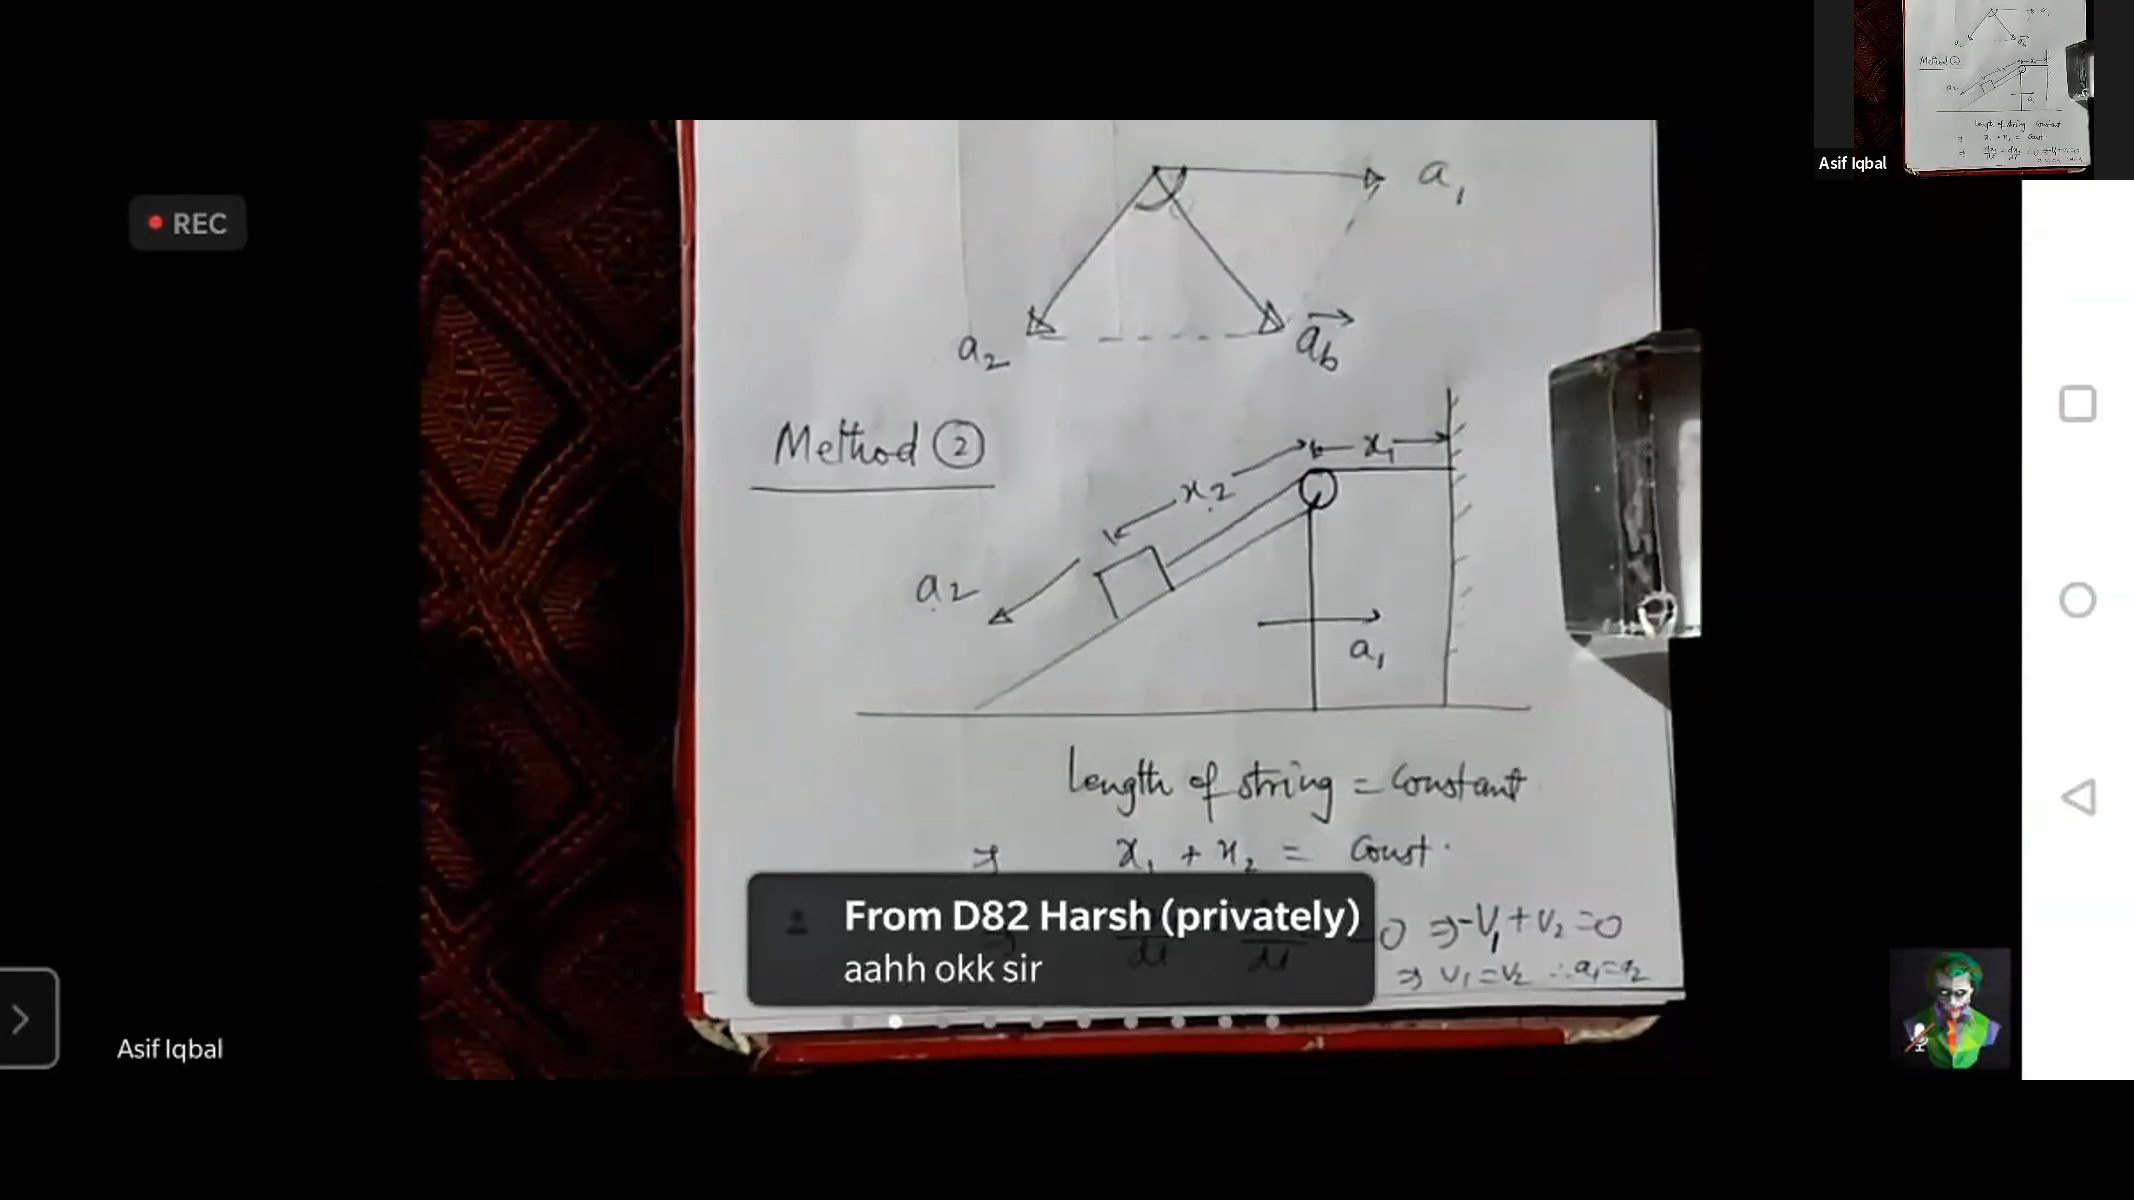 a₁
a₂
a⃗b
Method ②
x₁
x₂
a₂
a₁
Length of string = Constant
⇒ x₁ + x₂ = Const.
0 ⇒ -V₁ + V₂ = 0
⇒ V₁ = V₂ ∴ a₁ = a₂
REC
From D82 Harsh (privately)
aahh okk sir
Asif Iqbal
Asif Iqbal